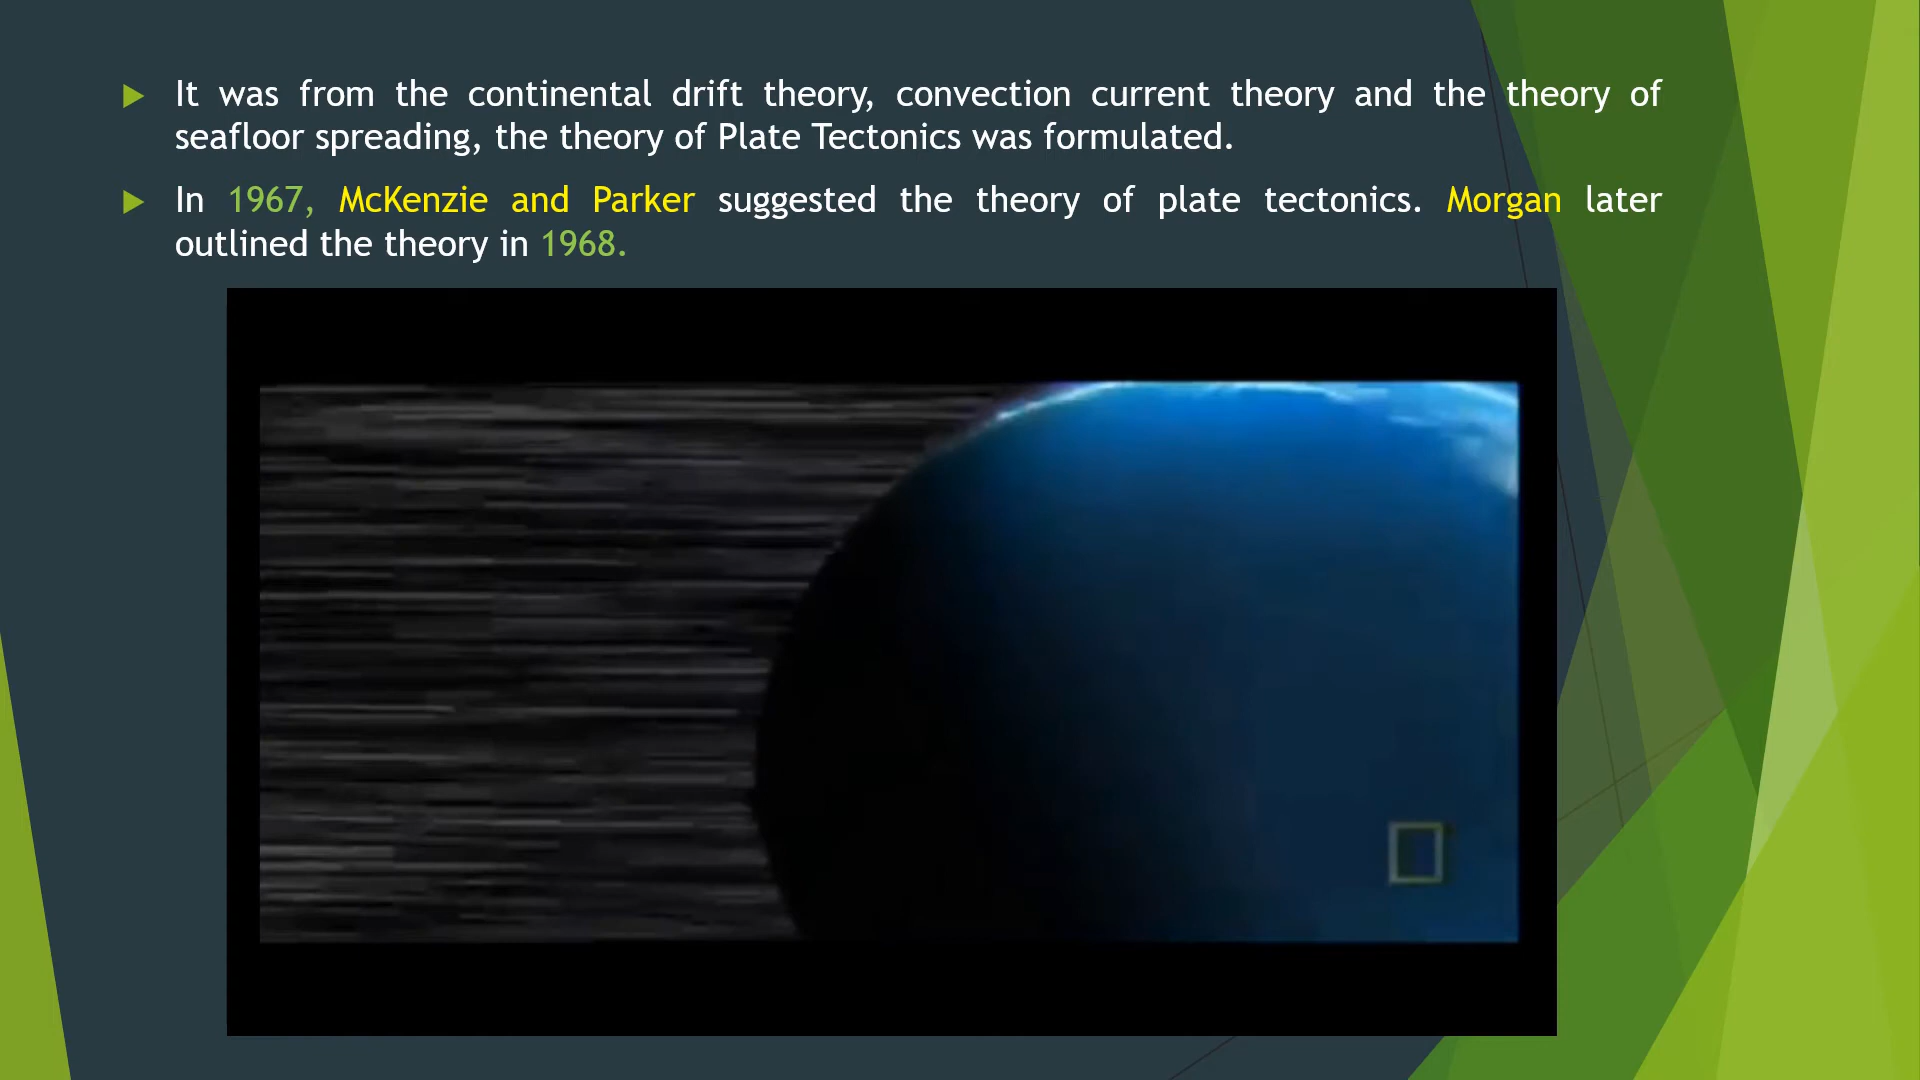 It was from the continental drift theory, convection current theory and the theory of
seafloor spreading, the theory of Plate Tectonics was formulated.
In 1967, McKenzie and Parker suggested the theory of plate tectonics. Morgan later
outlined the theory in 1968.